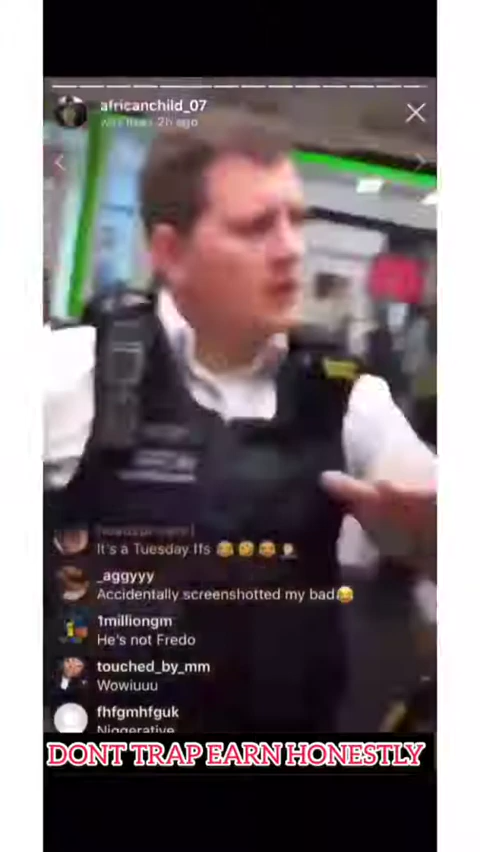 africanchild_07
2h ago
It's a Tuesday lfs 😂🤣😂
_aggyyy
Accidentally screenshotted my bad😂
1milliongm
He's not Fredo
touched_by_mm
Wowiuuu
fhfgmhfguk
Niggerative
DONT TRAP EARN HONESTLY